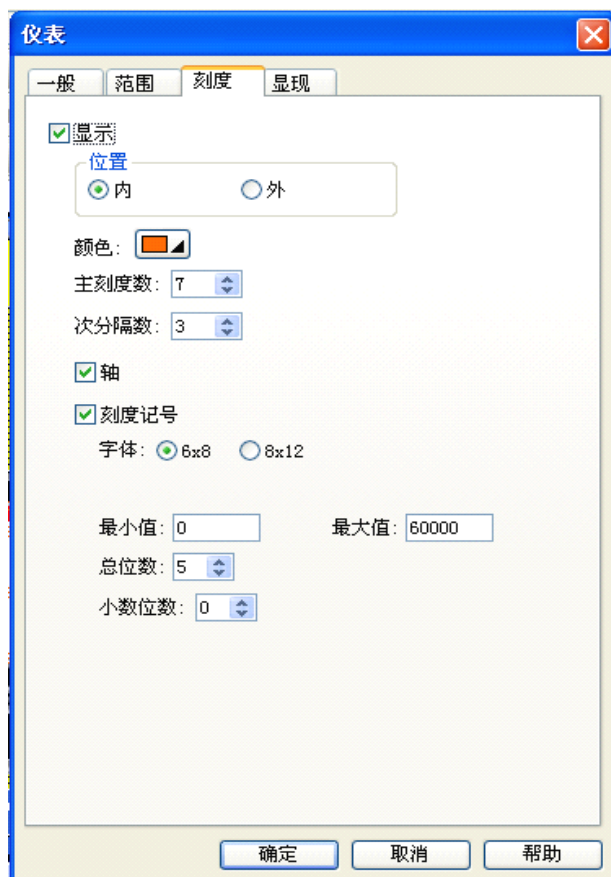 仪表
一般 范围 刻度 显现
显示
位置
内 外
颜色:
主刻度数: 7
次分隔数: 3
轴
刻度记号
字体: 6x8 8x12
最小值: 0 最大值: 60000
总位数: 5
小数位数: 0
确定 取消 帮助